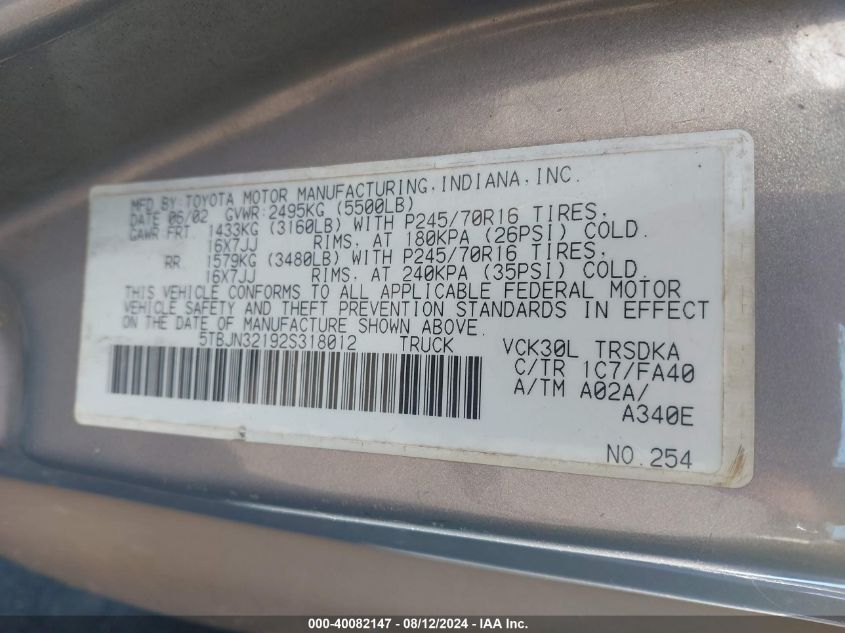 MFD BY:TOYOTA MOTOR MANUFACTURING,INDIANA,INC.
DATE 06/02 GVWR:2495KG (5500LB)
GAWR FRT. 1433KG (3160LB) WITH P245/70R16 TIRES,
16X7JJ RIMS, AT 180KPA (26PSI) COLD.
RR. 1579KG (3480LB) WITH P245/70R16 TIRES,
16X7JJ RIMS, AT 240KPA (35PSI) COLD.
THIS VEHICLE CONFORMS TO ALL APPLICABLE FEDERAL MOTOR
VEHICLE SAFETY AND THEFT PREVENTION STANDARDS IN EFFECT
ON THE DATE OF MANUFACTURE SHOWN ABOVE.
5TBJN32192S318012 TRUCK VCK30L TRSDKA
C/TR 1C7/FA40
A/TM A02A/
A340E
NO.254
000-40082147 - 08/12/2024 - IAA Inc.